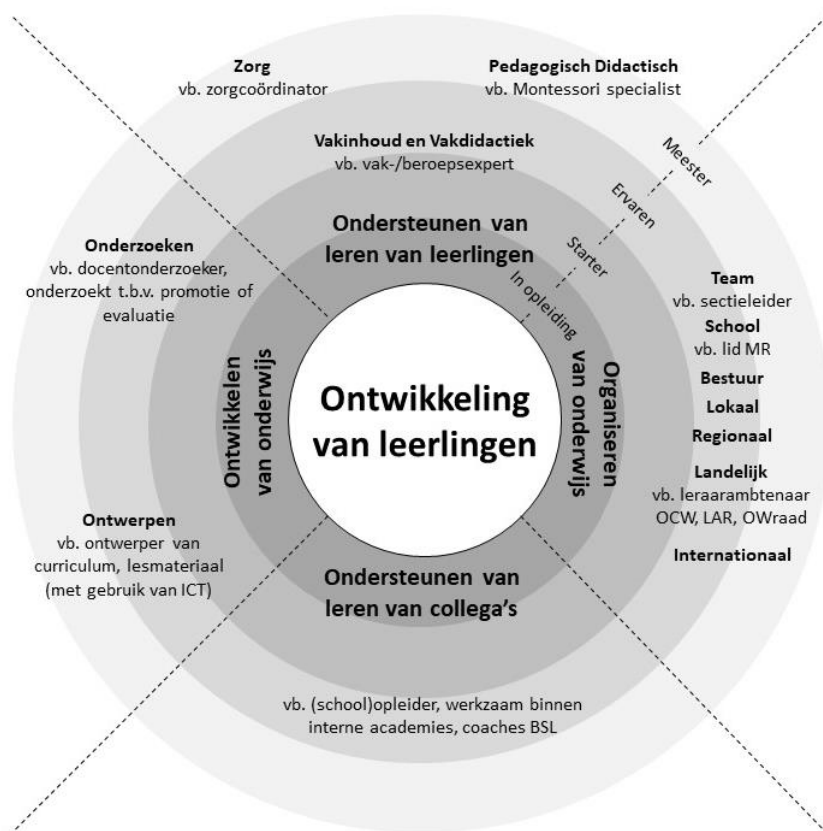 Zorg
vb. zorgcoördinator
Pedagogisch Didactisch
vb. Montessori specialist
Vakinhoud en Vakdidactiek
vb. vak-/beroepsexpert
Meester
Ervaren
Starter
In opleiding
Ondersteunen van
leren van leerlingen
Onderzoeken
vb. docentonderzoeker,
onderzoekt t.b.v. promotie of
evaluatie
Ontwerpen
vb. ontwerper van
curriculum, lesmateriaal
(met gebruik van ICT)
Ontwikkelen
van onderwijs
Ontwikkeling
van leerlingen
Organiseren
van onderwijs
Team
vb. sectieleider
School
vb. lid MR
Bestuur
Lokaal
Regionaal
Landelijk
vb. leraarambtenaar
OCW, LAR, OWraad
Internationaal
Ondersteunen van
leren van collega's
vb. (school)opleider, werkzaam binnen
interne academies, coaches BSL